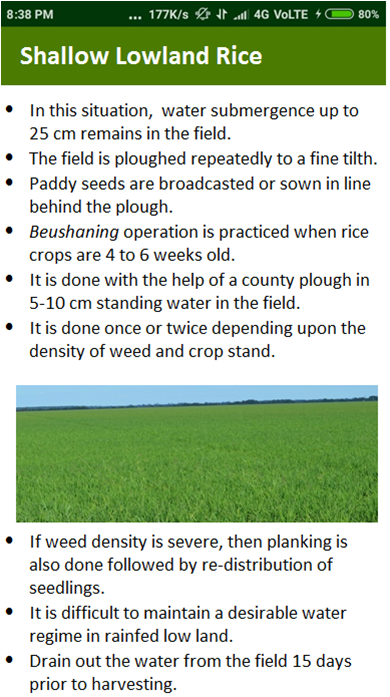 8:38 PM ... 177K/s 4G VoLTE 80%
Shallow Lowland Rice
• In this situation, water submergence up to
25 cm remains in the field.
• The field is ploughed repeatedly to a fine tilth.
• Paddy seeds are broadcasted or sown in line
behind the plough.
• Beushaning operation is practiced when rice
crops are 4 to 6 weeks old.
• It is done with the help of a county plough in
5-10 cm standing water in the field.
• It is done once or twice depending upon the
density of weed and crop stand.
• If weed density is severe, then planking is
also done followed by re-distribution of
seedlings.
• It is difficult to maintain a desirable water
regime in rainfed low land.
• Drain out the water from the field 15 days
prior to harvesting.